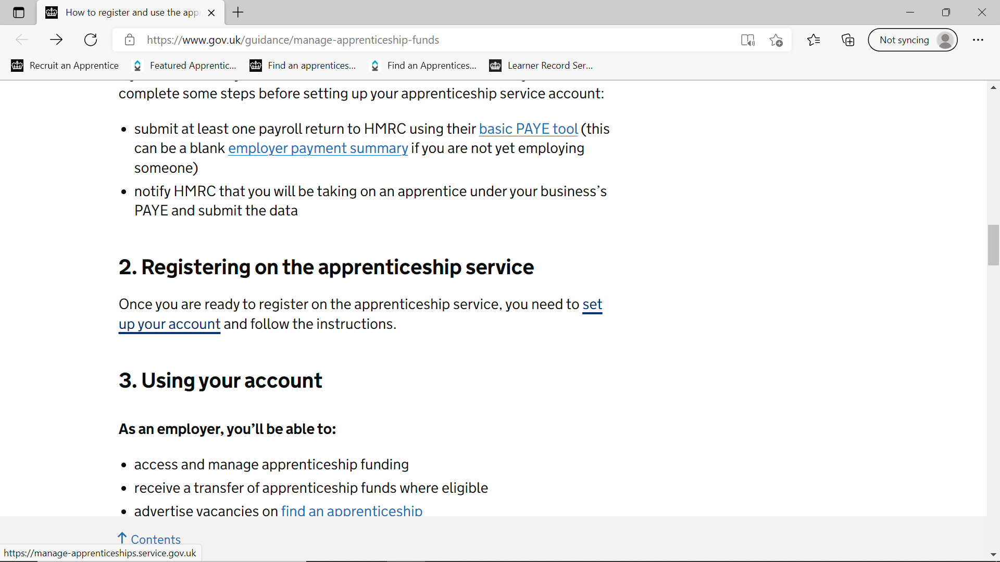 How to register and use the app
https://www.gov.uk/guidance/manage-apprenticeship-funds
Not syncing
Recruit an Apprentice
Featured Apprentic...
Find an apprentices...
Find an Apprentices...
Learner Record Ser...
complete some steps before setting up your apprenticeship service account:
• submit at least one payroll return to HMRC using their basic PAYE tool (this
can be a blank employer payment summary if you are not yet employing
someone)
• notify HMRC that you will be taking on an apprentice under your business’s
PAYE and submit the data
2. Registering on the apprenticeship service
Once you are ready to register on the apprenticeship service, you need to set
up your account and follow the instructions.
3. Using your account
As an employer, you’ll be able to:
• access and manage apprenticeship funding
• receive a transfer of apprenticeship funds where eligible
• advertise vacancies on find an apprenticeship
↑ Contents
https://manage-apprenticeships.service.gov.uk